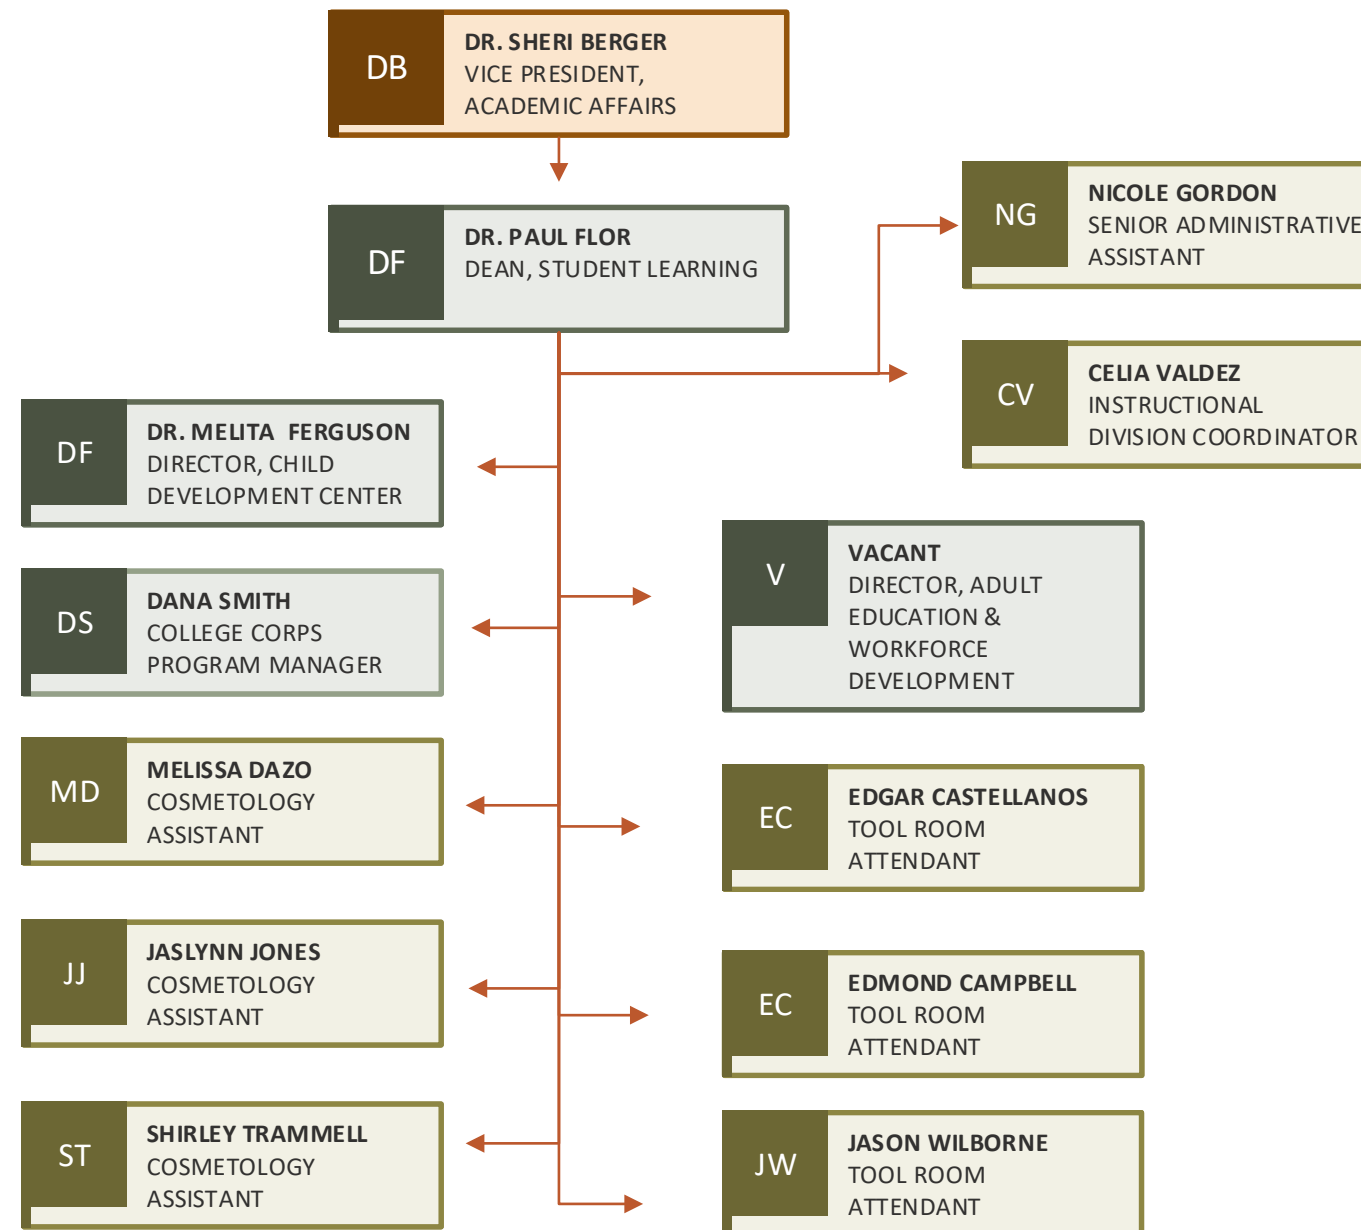 DB
DR. SHERI BERGER
VICE PRESIDENT,
ACADEMIC AFFAIRS
DF
DR. PAUL FLOR
DEAN, STUDENT LEARNING
NG
NICOLE GORDON
SENIOR ADMINISTRATIVE
ASSISTANT
CV
CELIA VALDEZ
INSTRUCTIONAL
DIVISION COORDINATOR
DF
DR. MELITA FERGUSON
DIRECTOR, CHILD
DEVELOPMENT CENTER
V
VACANT
DIRECTOR, ADULT
EDUCATION &
WORKFORCE
DEVELOPMENT
DS
DANA SMITH
COLLEGE CORPS
PROGRAM MANAGER
MD
MELISSA DAZO
COSMETOLOGY
ASSISTANT
EC
EDGAR CASTELLANOS
TOOL ROOM
ATTENDANT
JJ
JASLYNN JONES
COSMETOLOGY
ASSISTANT
EC
EDMOND CAMPBELL
TOOL ROOM
ATTENDANT
ST
SHIRLEY TRAMMELL
COSMETOLOGY
ASSISTANT
JW
JASON WILBORNE
TOOL ROOM
ATTENDANT